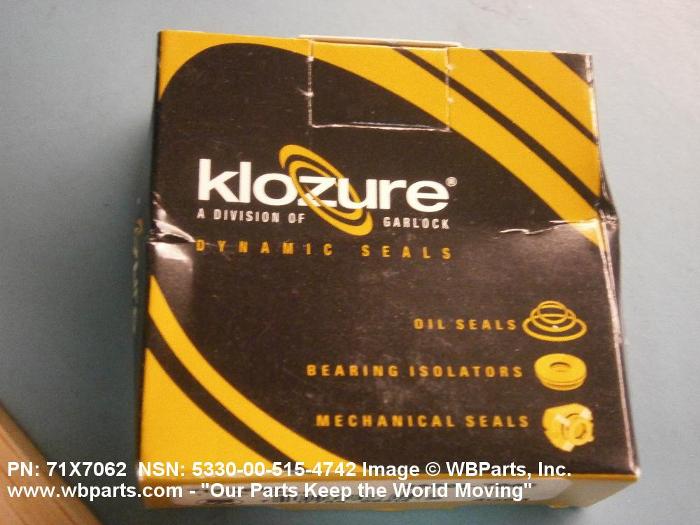 klozure®
A DIVISION OF GARLOCK
DYNAMIC SEALS
OIL SEALS
BEARING ISOLATORS
MECHANICAL SEALS
PN: 71X7062 NSN: 5330-00-515-4742 Image © WBParts, Inc.
www.wbparts.com - "Our Parts Keep the World Moving"